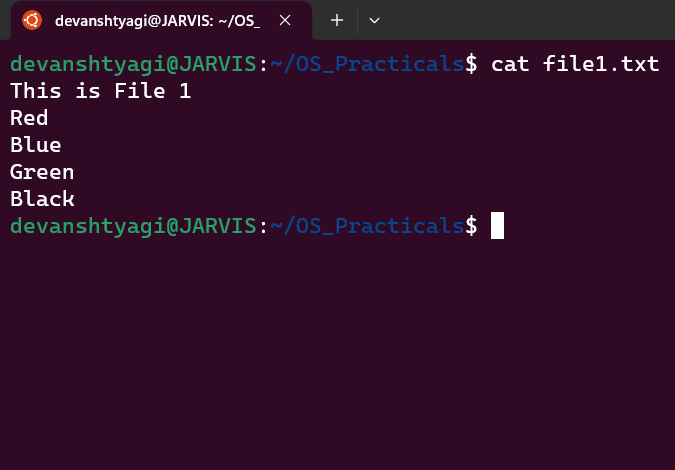 devanshtyagi@JARVIS: ~/OS_
devanshtyagi@JARVIS:~/OS_Practicals$ cat file1.txt
This is File 1
Red
Blue
Green
Black
devanshtyagi@JARVIS:~/OS_Practicals$